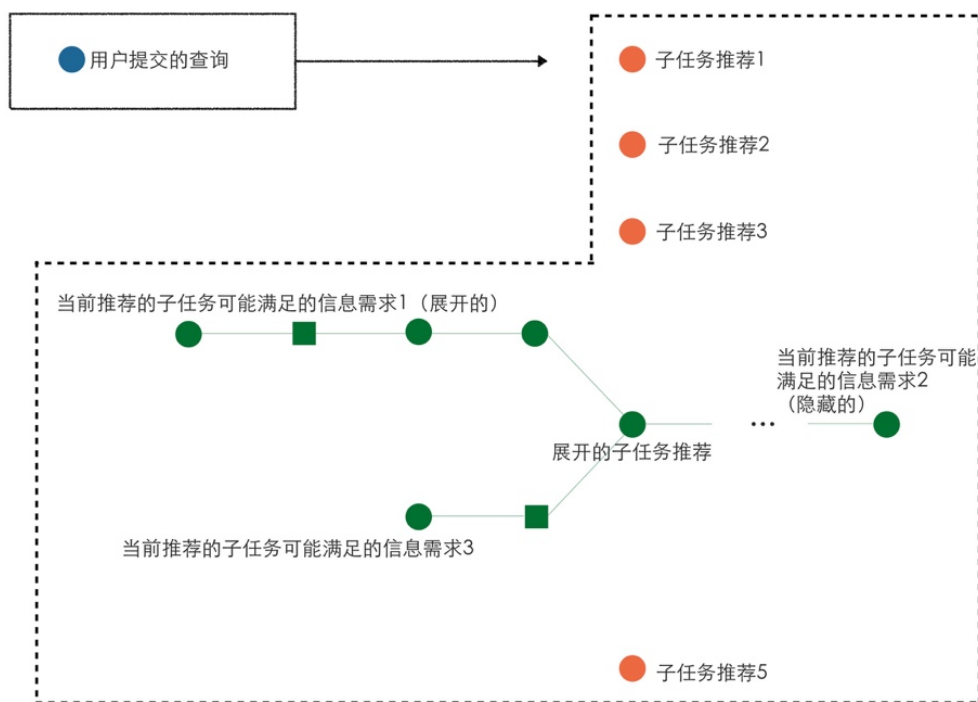 用户提交的查询
子任务推荐1
子任务推荐2
子任务推荐3
当前推荐的子任务可能满足的信息需求1（展开的）
当前推荐的子任务可能
满足的信息需求2
（隐藏的）
...
展开的子任务推荐
当前推荐的子任务可能满足的信息需求3
子任务推荐5